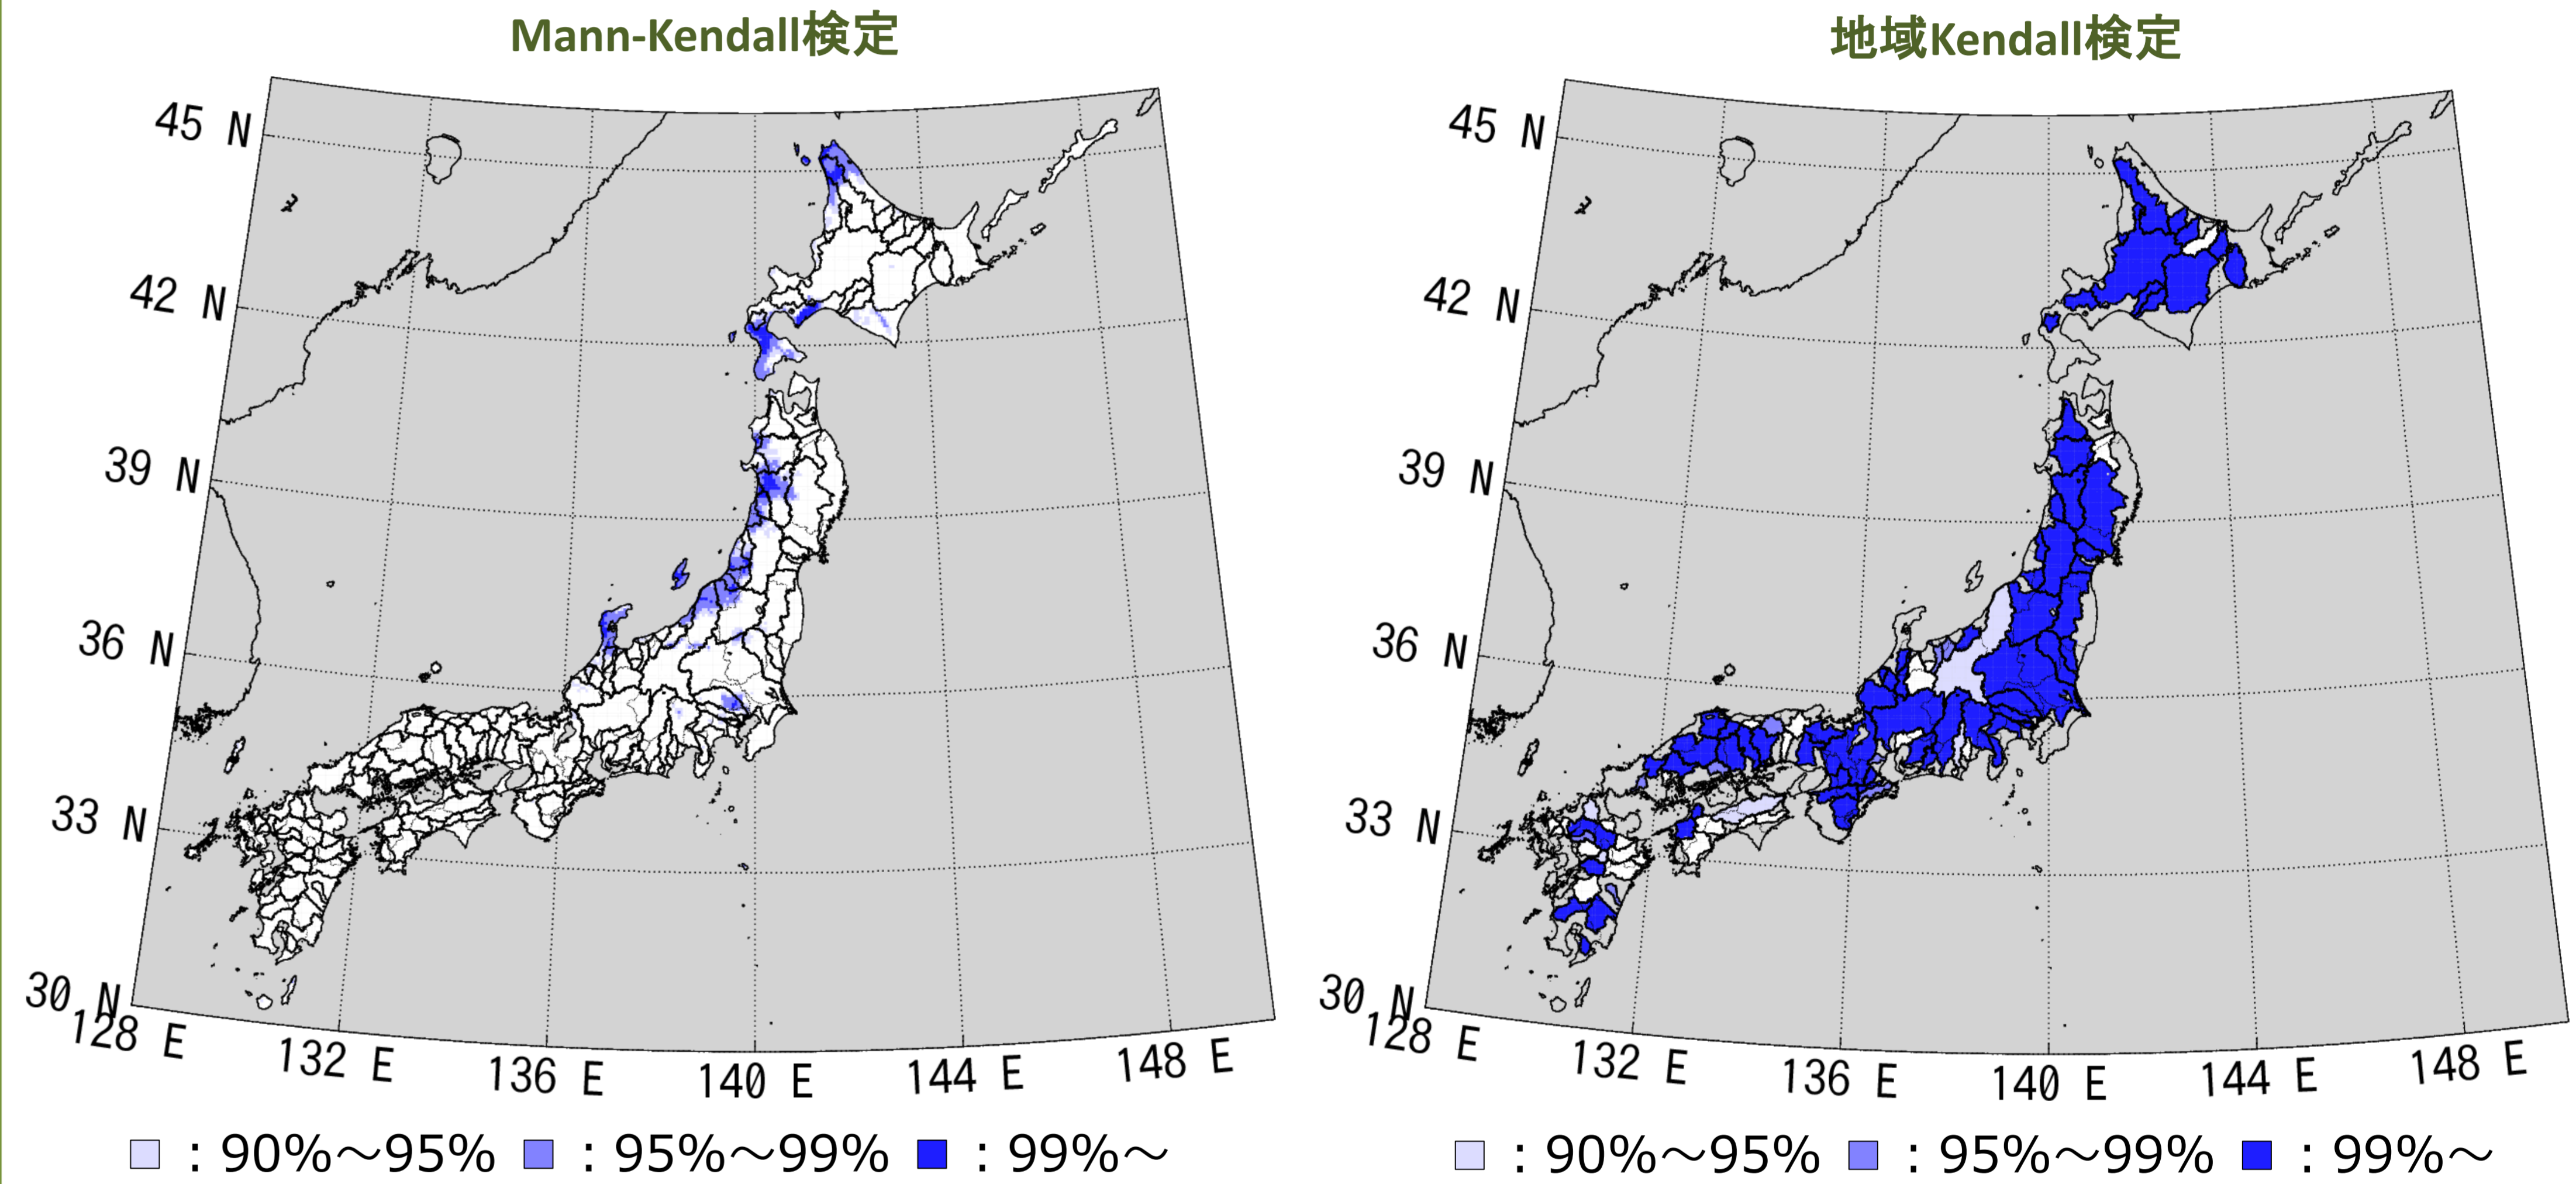 Mann-Kendall検定
45 N
42 N
39 N
36 N
33 N
30 N
128 E
132 E
136 E
140 E
144 E
148 E
：90%～95%
：95%～99%
：99%～
地域Kendall検定
45 N
42 N
39 N
36 N
33 N
30 N
128 E
132 E
136 E
140 E
144 E
148 E
：90%～95%
：95%～99%
：99%～